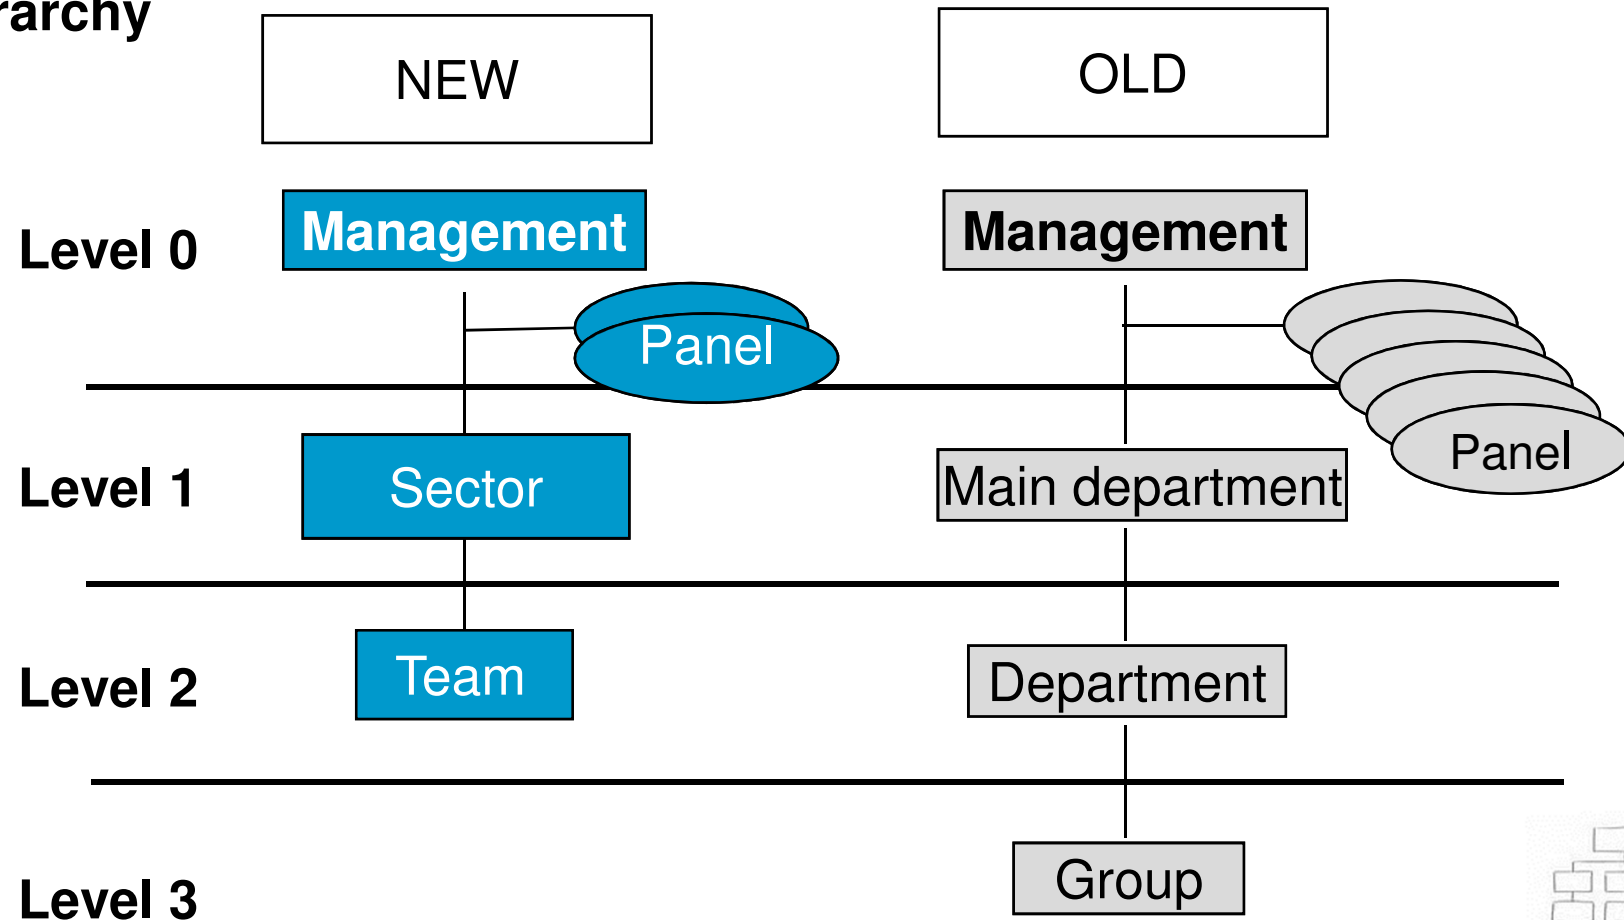 NEW
OLD
Level 0
Management
Management
Panel
Level 1
Sector
Main department
Panel
Level 2
Team
Department
Level 3
Group